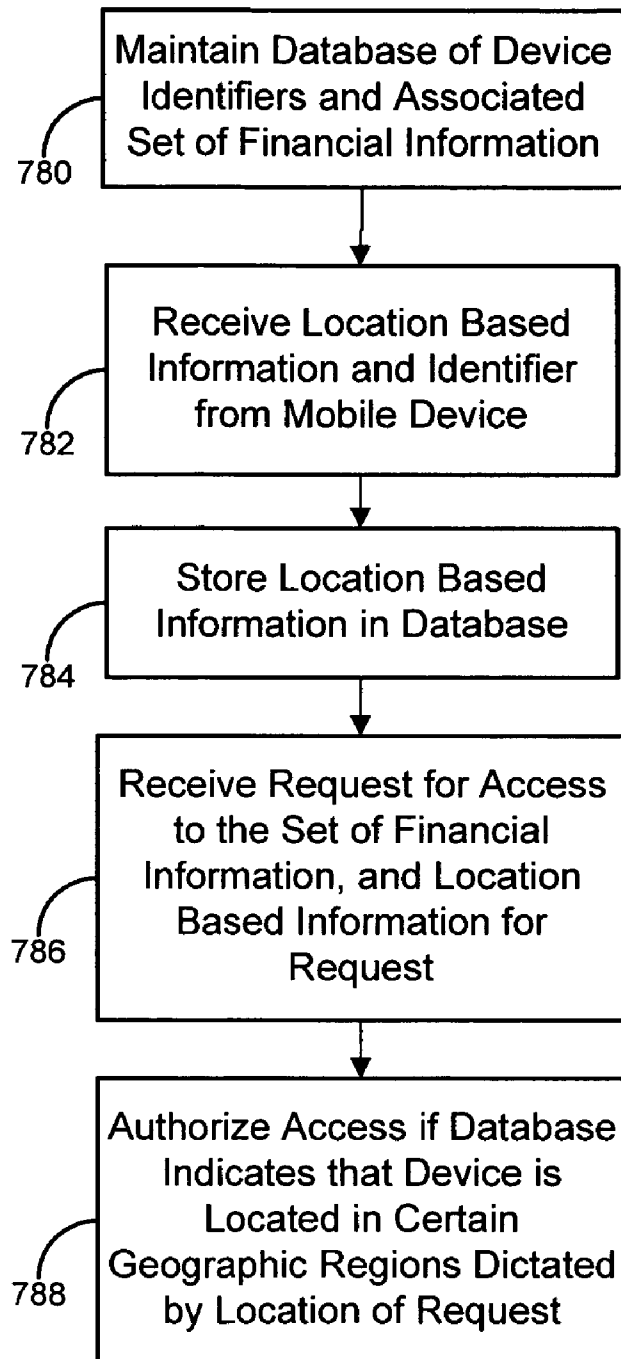 Maintain Database of Device
Identifiers and Associated
Set of Financial Information
780
Receive Location Based
Information and Identifier
from Mobile Device
782
Store Location Based
Information in Database
784
Receive Request for Access
to the Set of Financial
Information, and Location
Based Information for
Request
786
Authorize Access if Database
Indicates that Device is
Located in Certain
Geographic Regions Dictated
by Location of Request
788